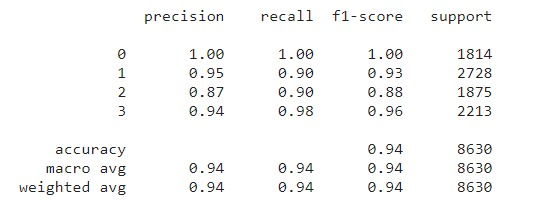 precision recall f1-score support
0 1.00 1.00 1.00 1814
1 0.95 0.90 0.93 2728
2 0.87 0.90 0.88 1875
3 0.94 0.98 0.96 2213
accuracy 0.94 8630
macro avg 0.94 0.94 0.94 8630
weighted avg 0.94 0.94 0.94 8630